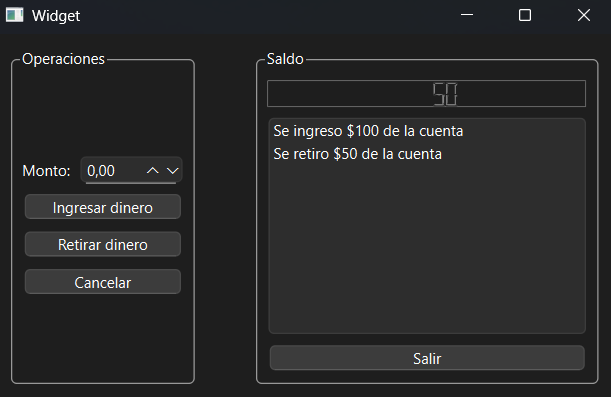 Widget
Operaciones
Monto: 0,00
Ingresar dinero
Retirar dinero
Cancelar
Saldo
50
Se ingreso $100 de la cuenta
Se retiro $50 de la cuenta
Salir